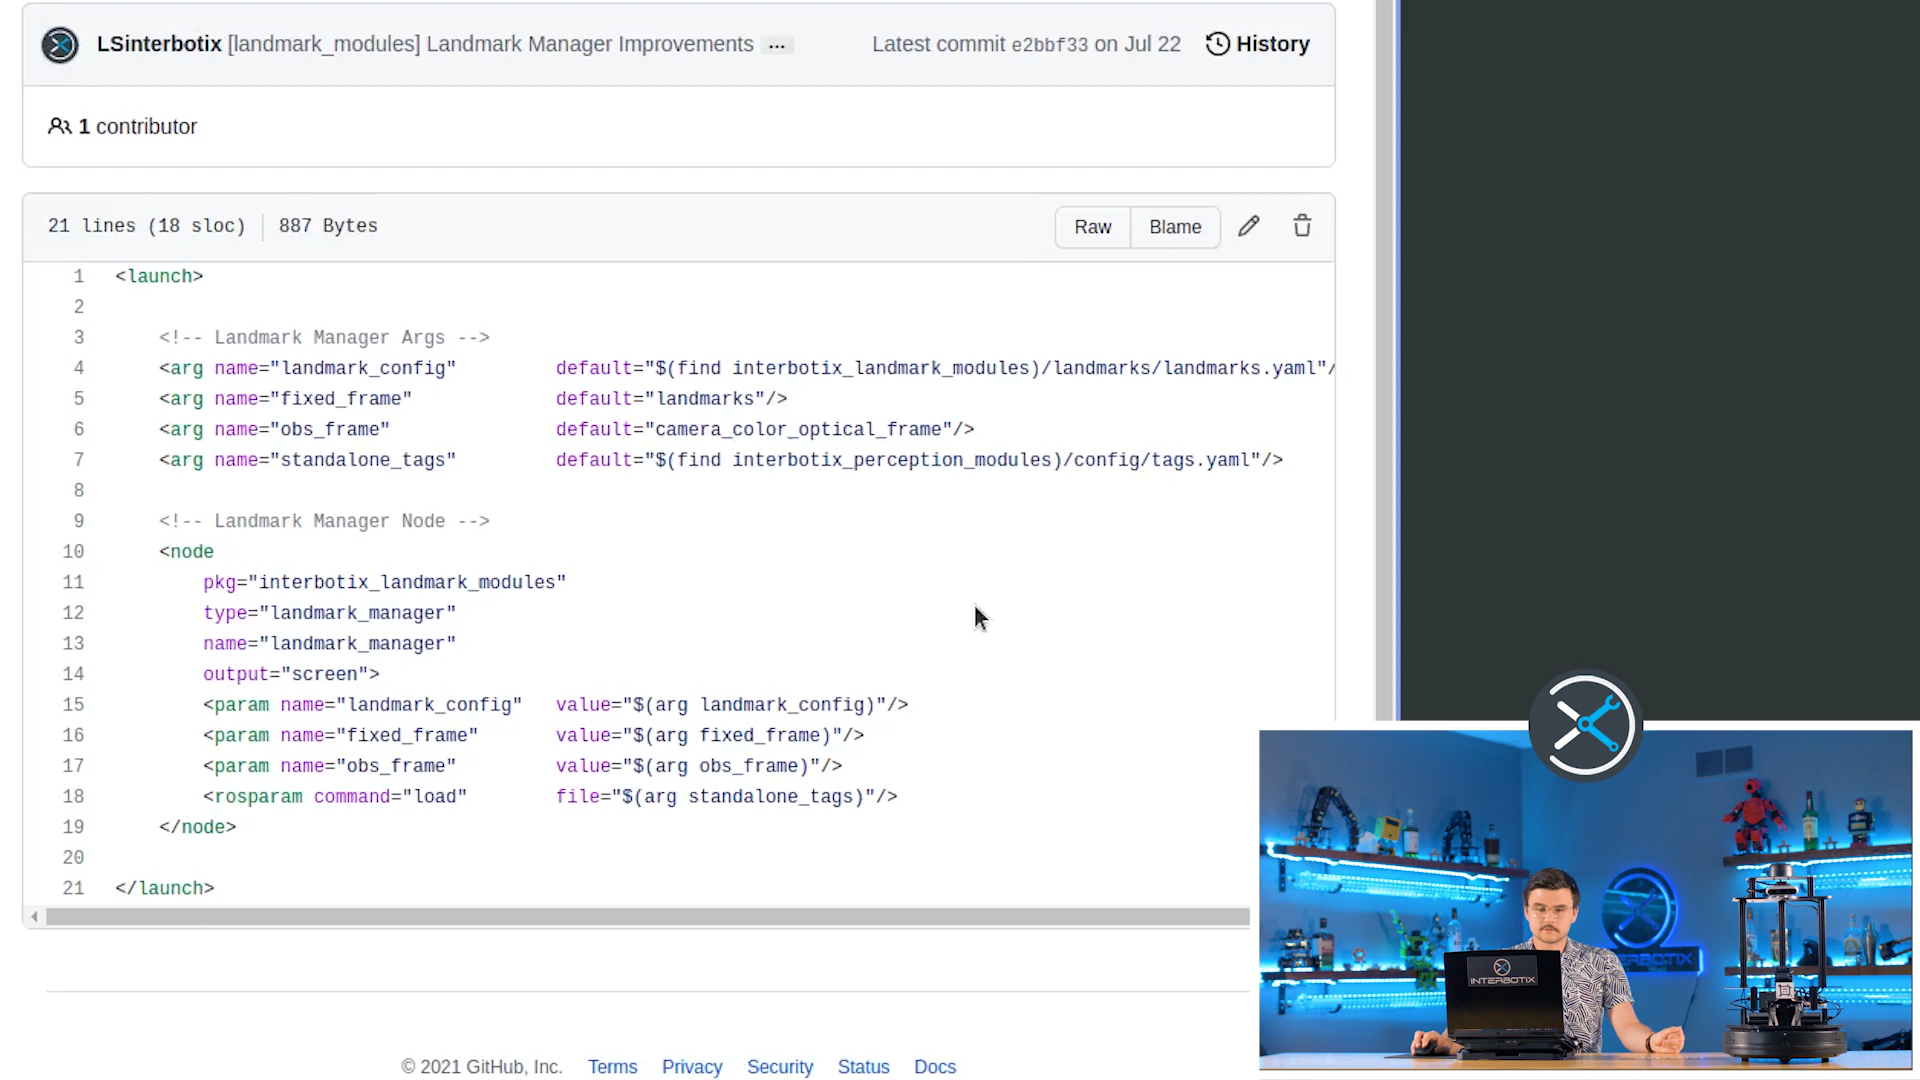 LSinterbotix [landmark_modules] Landmark Manager Improvements ... Latest commit e2bbf33 on Jul 22 History
1 contributor
21 lines (18 sloc) 887 Bytes Raw Blame
1 <launch>
2
3 <!-- Landmark Manager Args -->
4 <arg name="landmark_config" default="$(find interbotix_landmark_modules)/landmarks/landmarks.yaml"/
5 <arg name="fixed_frame" default="landmarks"/>
6 <arg name="obs_frame" default="camera_color_optical_frame"/>
7 <arg name="standalone_tags" default="$(find interbotix_perception_modules)/config/tags.yaml"/>
8
9 <!-- Landmark Manager Node -->
10 <node
11 pkg="interbotix_landmark_modules"
12 type="landmark_manager"
13 name="landmark_manager"
14 output="screen">
15 <param name="landmark_config" value="$(arg landmark_config)"/>
16 <param name="fixed_frame" value="$(arg fixed_frame)"/>
17 <param name="obs_frame" value="$(arg obs_frame)"/>
18 <rosparam command="load" file="$(arg standalone_tags)"/>
19 </node>
20
21 </launch>
© 2021 GitHub, Inc. Terms Privacy Security Status Docs
INTERBOTIX
ERBOTIX